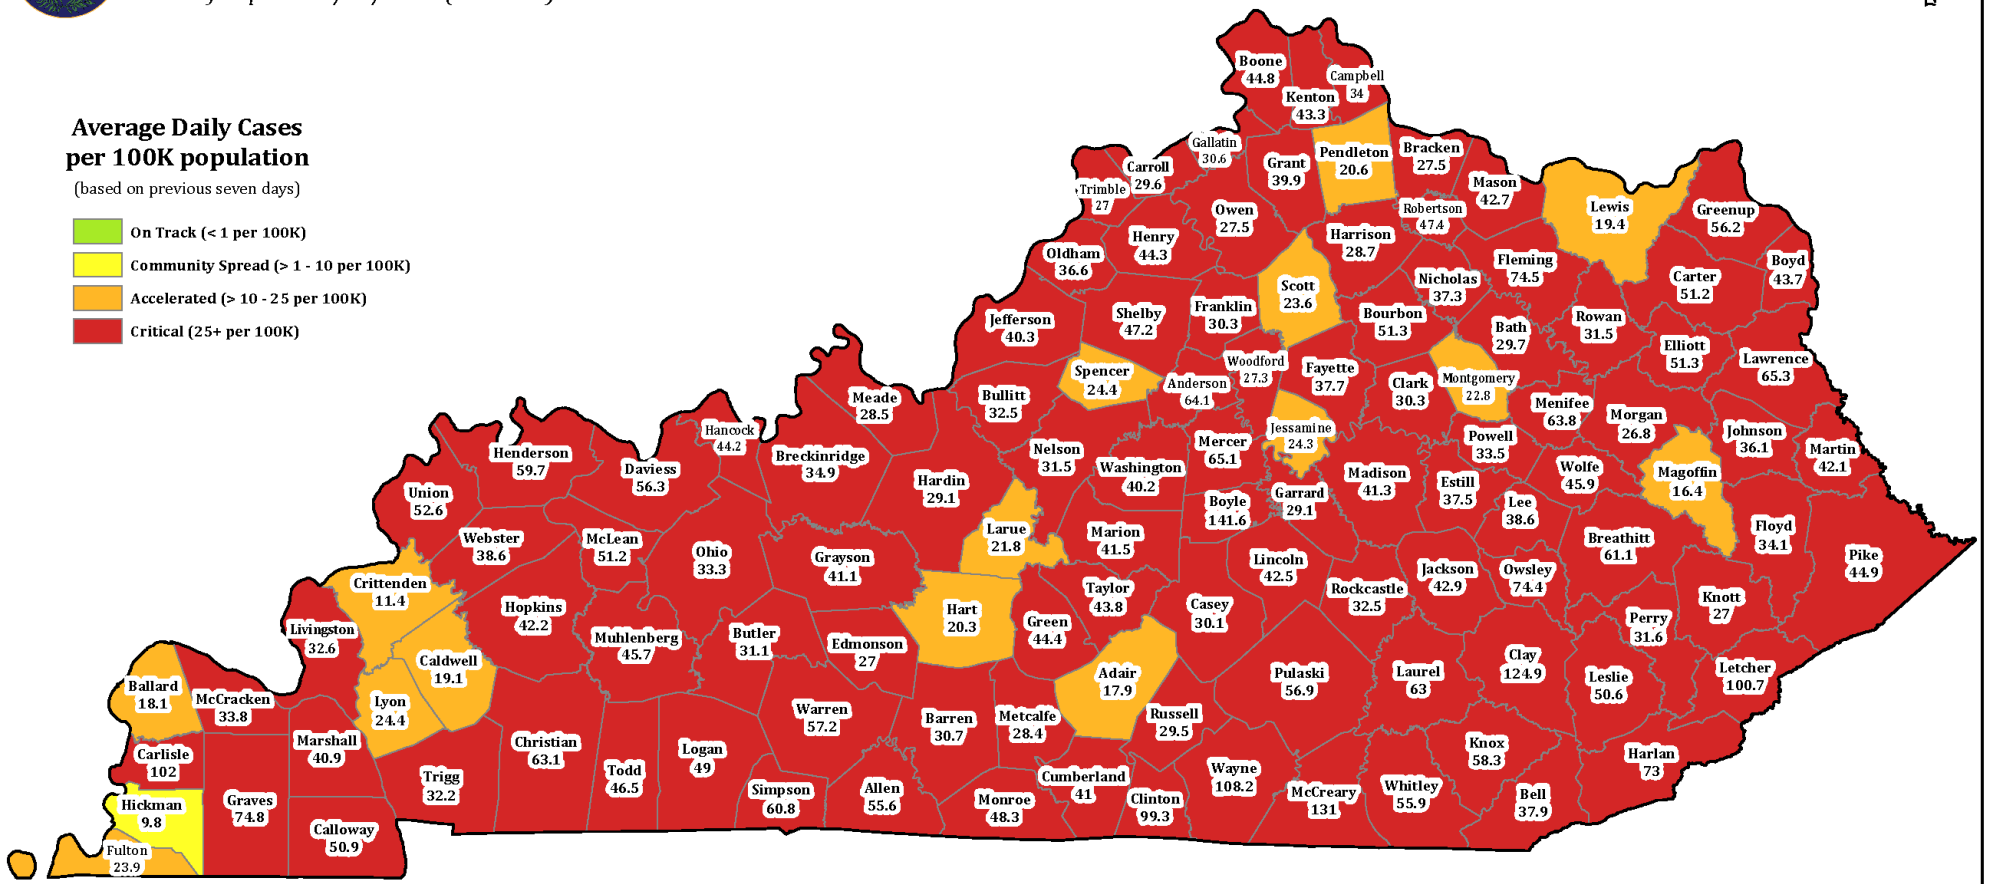 Average Daily Cases
per 100K population
(based on previous seven days)
On Track (< 1 per 100K)
Community Spread (> 1 - 10 per 100K)
Accelerated (> 10 - 25 per 100K)
Critical (25+ per 100K)
Boone
44.8
Campbell
34
Kenton
43.3
Gallatin
30.6
Carroll
29.6
Trimble
27
Grant
39.9
Pendleton
20.6
Bracken
27.5
Mason
42.7
Robertson
47.4
Lewis
19.4
Greenup
56.2
Boyd
43.7
Owen
27.5
Henry
44.3
Oldham
36.6
Harrison
28.7
Nicholas
37.3
Fleming
74.5
Carter
51.2
Scott
23.6
Franklin
30.3
Shelby
47.2
Jefferson
40.3
Bourbon
51.3
Bath
29.7
Rowan
31.5
Elliott
51.3
Lawrence
65.3
Spencer
24.4
Anderson
64.1
Woodford
27.3
Fayette
37.7
Clark
30.3
Montgomery
22.8
Menifee
63.8
Morgan
26.8
Johnson
36.1
Martin
42.1
Meade
28.5
Bullitt
32.5
Hancock
44.2
Breckinridge
34.9
Henderson
59.7
Daviess
56.3
Union
52.6
Hardin
29.1
Nelson
31.5
Washington
40.2
Mercer
65.1
Jessamine
24.3
Madison
41.3
Powell
33.5
Estill
37.5
Wolfe
45.9
Lee
38.6
Magoffin
16.4
Floyd
34.1
Pike
44.9
Webster
38.6
McLean
51.2
Ohio
33.3
Grayson
41.1
Larue
21.8
Marion
41.5
Boyle
141.6
Garrard
29.1
Lincoln
42.5
Rockcastle
32.5
Jackson
42.9
Owsley
74.4
Breathitt
61.1
Knott
27
Perry
31.6
Crittenden
11.4
Livingston
32.6
Hopkins
42.2
Muhlenberg
45.7
Butler
31.1
Edmonson
27
Hart
20.3
Green
44.4
Taylor
43.8
Casey
30.1
Adair
17.9
Pulaski
56.9
Laurel
63
Clay
124.9
Leslie
50.6
Letcher
100.7
Ballard
18.1
McCracken
33.8
Caldwell
19.1
Lyon
24.4
Marshall
40.9
Carlisle
102
Hickman
9.8
Fulton
23.9
Graves
74.8
Calloway
50.9
Trigg
32.2
Christian
63.1
Todd
46.5
Logan
49
Warren
57.2
Simpson
60.8
Allen
55.6
Barren
30.7
Metcalfe
28.4
Monroe
48.3
Cumberland
41
Russell
29.5
Clinton
99.3
Wayne
108.2
McCreary
131
Whitley
55.9
Knox
58.3
Bell
37.9
Harlan
73